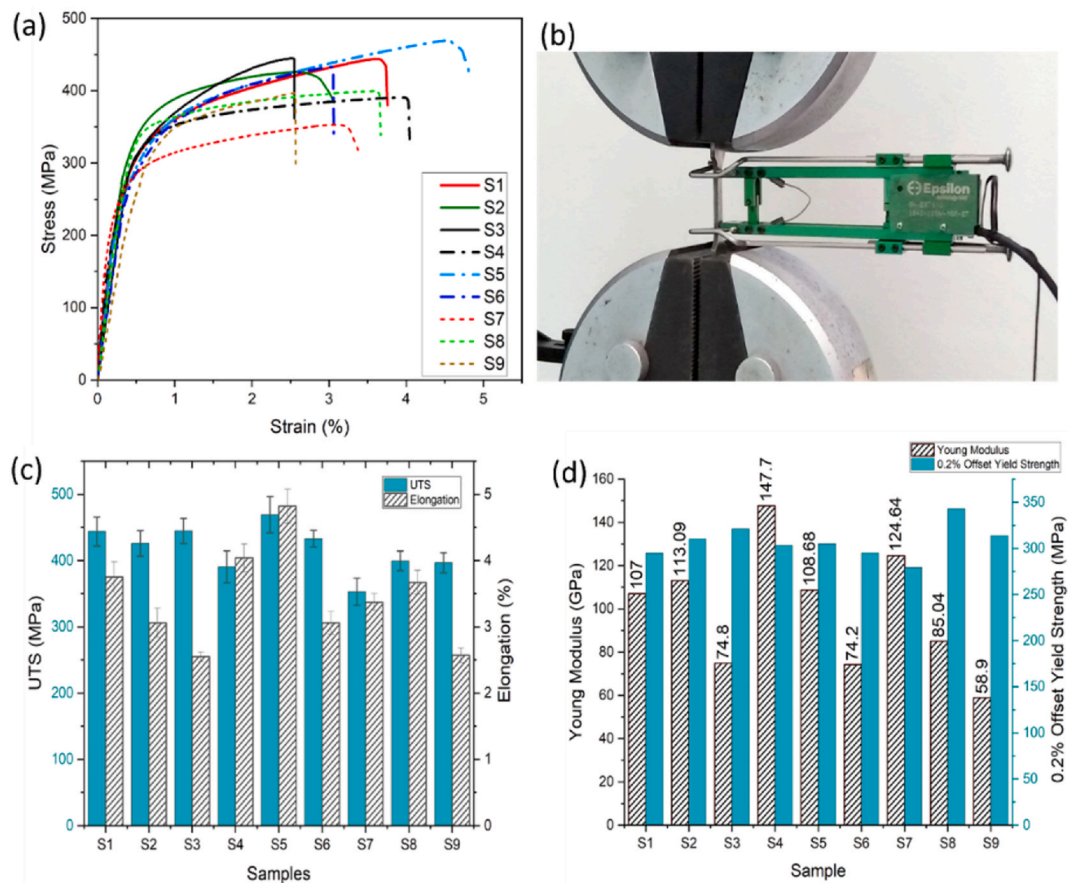 (a)
500
400
300
200
100
0
Stress (MPa)
S1
S2
S3
S4
S5
S6
S7
S8
S9
0 1 2 3 4 5
Strain (%)
(b)
Epsilon
(c)
UTS
Elongation
500
400
300
200
100
0
UTS (MPa)
5
4
3
2
1
0
Elongation (%)
S1 S2 S3 S4 S5 S6 S7 S8 S9
Samples
(d)
Young Modulus
0.2% Offset Yield Strength
160
140
120
100
80
60
40
20
0
Young Modulus (GPa)
107
113.09
74.8
147.7
108.68
74.2
124.64
85.04
58.9
350
300
250
200
175
150
125
100
75
50
25
0
0.2% Offset Yield Strength (MPa)
S1 S2 S3 S4 S5 S6 S7 S8 S9
Sample